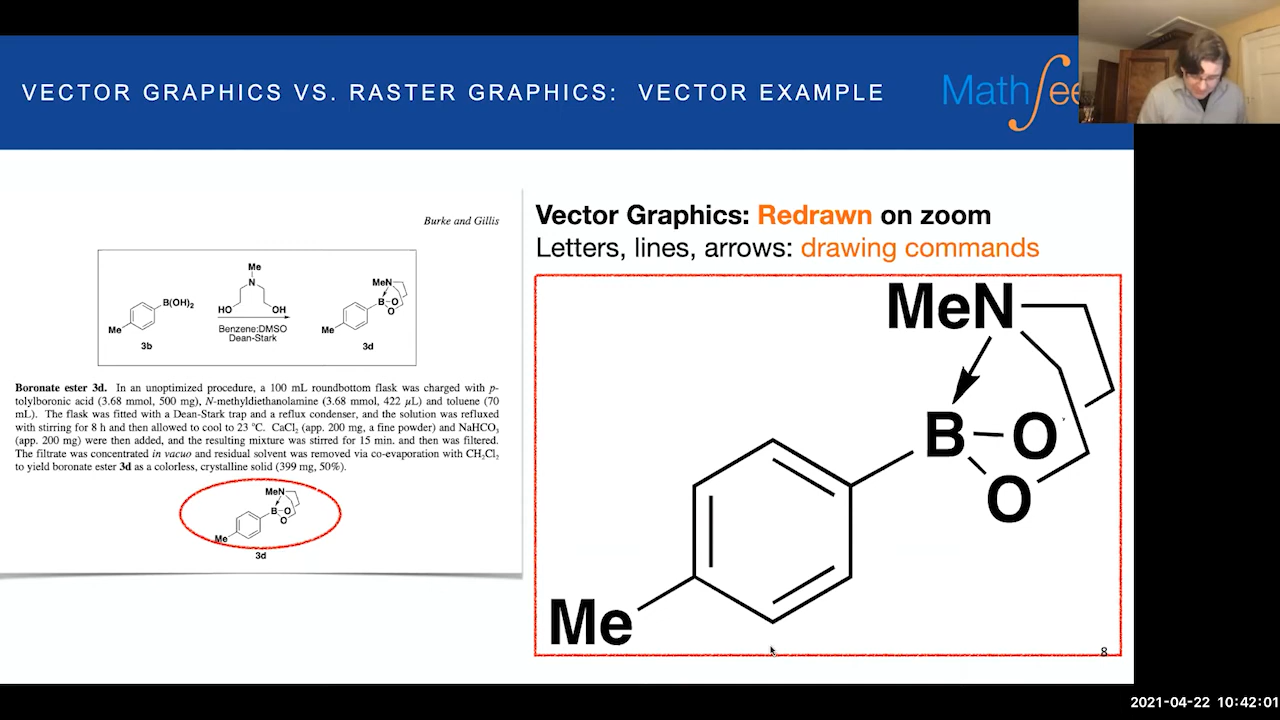 VECTOR GRAPHICS VS. RASTER GRAPHICS: VECTOR EXAMPLE
Math
Burke and Gillis
Me
N
B(OH)2
HO
OH
MeN
B
O
O
Me
Me
Benzene:DMSO
Dean-Stark
3b
3d
Boronate ester 3d. In an unoptimized procedure, a 100 mL roundbottom flask was charged with p-
tolylboronic acid (3.68 mmol, 500 mg), N-methyldiethanolamine (3.68 mmol, 422 µL) and toluene (70
mL). The flask was fitted with a Dean-Stark trap and a reflux condenser, and the solution was refluxed
with stirring for 8 h and then allowed to cool to 23 °C. CaCl2 (app. 200 mg, a fine powder) and NaHCO3
(app. 200 mg) were then added, and the resulting mixture was stirred for 15 min. and then was filtered.
The filtrate was concentrated in vacuo and residual solvent was removed via co-evaporation with CH2Cl2
to yield boronate ester 3d as a colorless, crystalline solid (399 mg, 50%).
MeN
B
O
O
Me
3d
Vector Graphics: Redrawn on zoom
Letters, lines, arrows: drawing commands
MeN
B
O
O
Me
8
2021-04-22 10:42:01